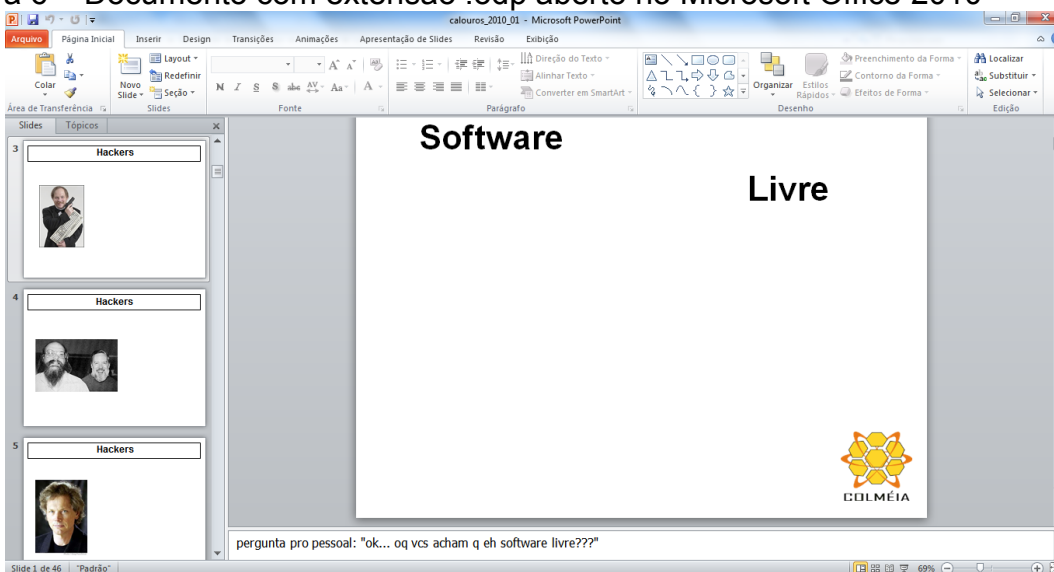 a 6 – Documento com extensão .odp aberto no Microsoft Office 2010
calouros_2010_01 - Microsoft PowerPoint
Arquivo Página Inicial Inserir Design Transições Animações Apresentação de Slides Revisão Exibição
Colar
Novo Slide
Layout
Redefinir
Seção
N I S S abc AV Aa A
Direção do Texto
Alinhar Texto
Converter em SmartArt
Organizar
Estilos Rápidos
Preenchimento da Forma
Contorno da Forma
Efeitos de Forma
Localizar
Substituir
Selecionar
Área de Transferência Slides Fonte Parágrafo Desenho Edição
Slides Tópicos
3
Hackers
4
Hackers
5
Hackers
Software
Livre
COLMÉIA
pergunta pro pessoal: "ok... oq vcs acham q eh software livre???"
Slide 1 de 46 "Padrão" 69%